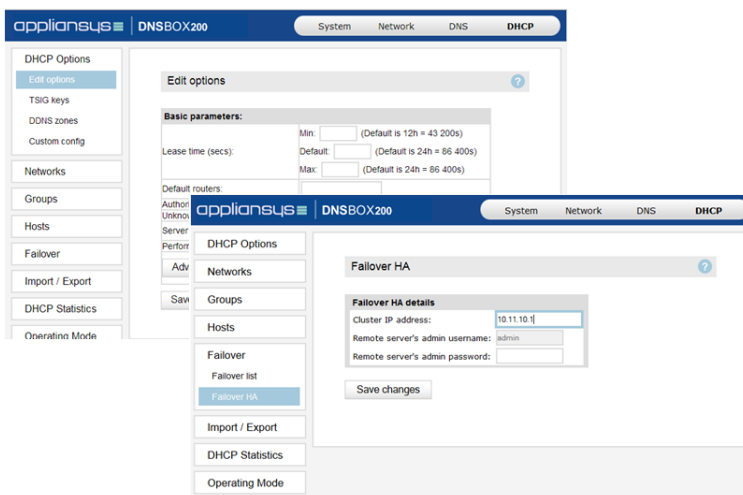 appliansys DNSBOX200 System Network DNS DHCP
DHCP Options
Edit options
TSIG keys
DDNS zones
Custom config
Networks
Groups
Hosts
Failover
Import / Export
DHCP Statistics
Operating Mode
Edit options ?
Basic parameters:
Lease time (secs):
Min: (Default is 12h = 43 200s)
Default: (Default is 24h = 86 400s)
Max: (Default is 24h = 86 400s)
Default routers:
Author
Unknow
Server
Perform
Adv
Sav
appliansys DNSBOX200 System Network DNS DHCP
DHCP Options
Networks
Groups
Hosts
Failover
Failover list
Failover HA
Import / Export
DHCP Statistics
Operating Mode
Failover HA ?
Failover HA details
Cluster IP address: 10.11.10.1
Remote server's admin username: admin
Remote server's admin password:
Save changes